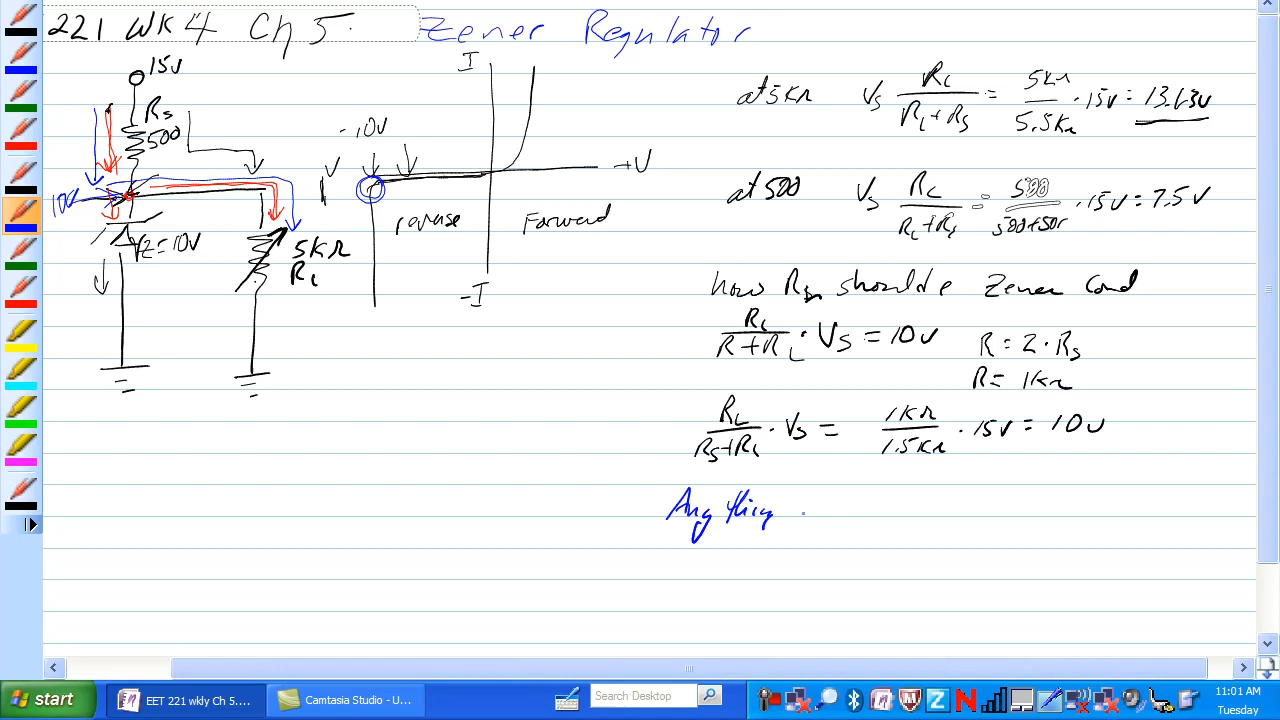 221 WK 4 Ch 5. Zener Regulator
15V
Rs
500
10V
Vz=10V
5kΩ
RL
I
-10V
V
+V
reverse
Forward
-I
at 5kΩ Vs RL / RL+Rs = 5kΩ / 5.5kΩ · 15V = 13.63V
at 500 Vs RL / RL+Rs = 500 / 500+500 · 15V = 7.5V
how should Zener Cond
RL / R+RL · Vs = 10V
R = 2 · Rs
R = 1kΩ
RL / Rs+RL · Vs = 1kΩ / 1.5kΩ · 15V = 10V
Anything
start
EET 221 wkly Ch 5....
Camtasia Studio - U...
Search Desktop
11:01 AM
Tuesday